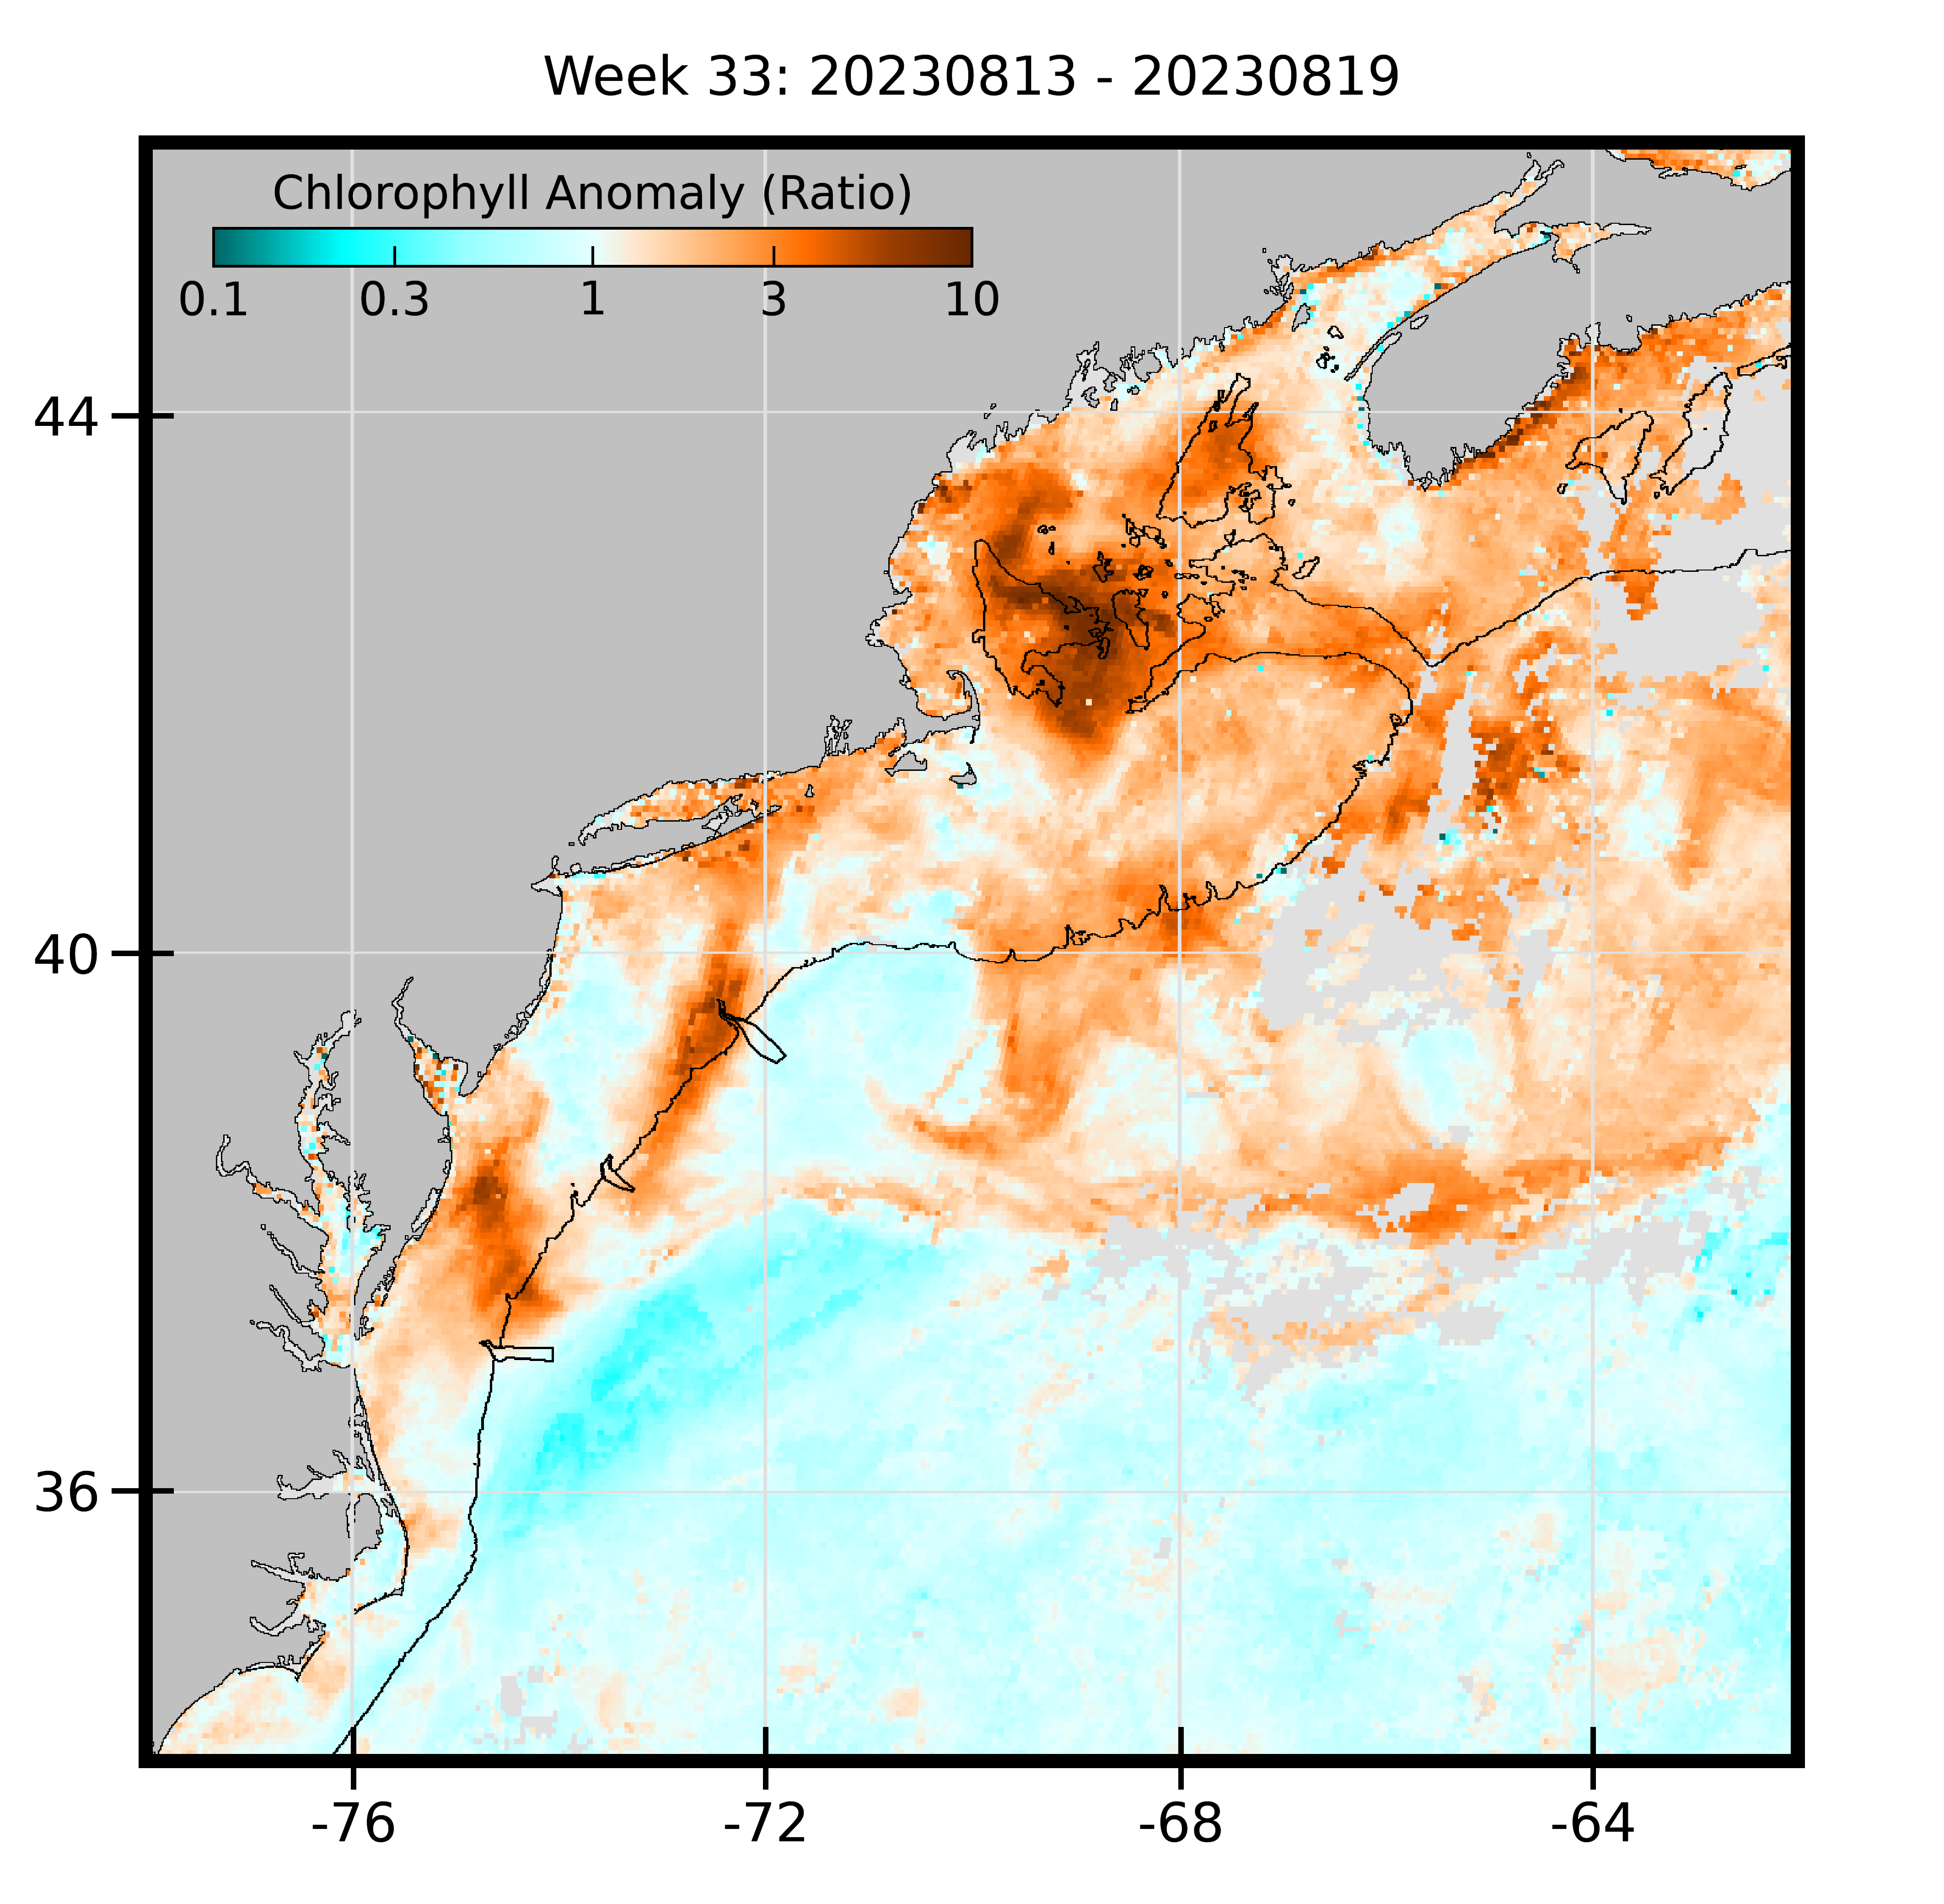 Week 33: 20230813 - 20230819
Chlorophyll Anomaly (Ratio)
0.1 0.3 1 3 10
44
40
36
-76 -72 -68 -64